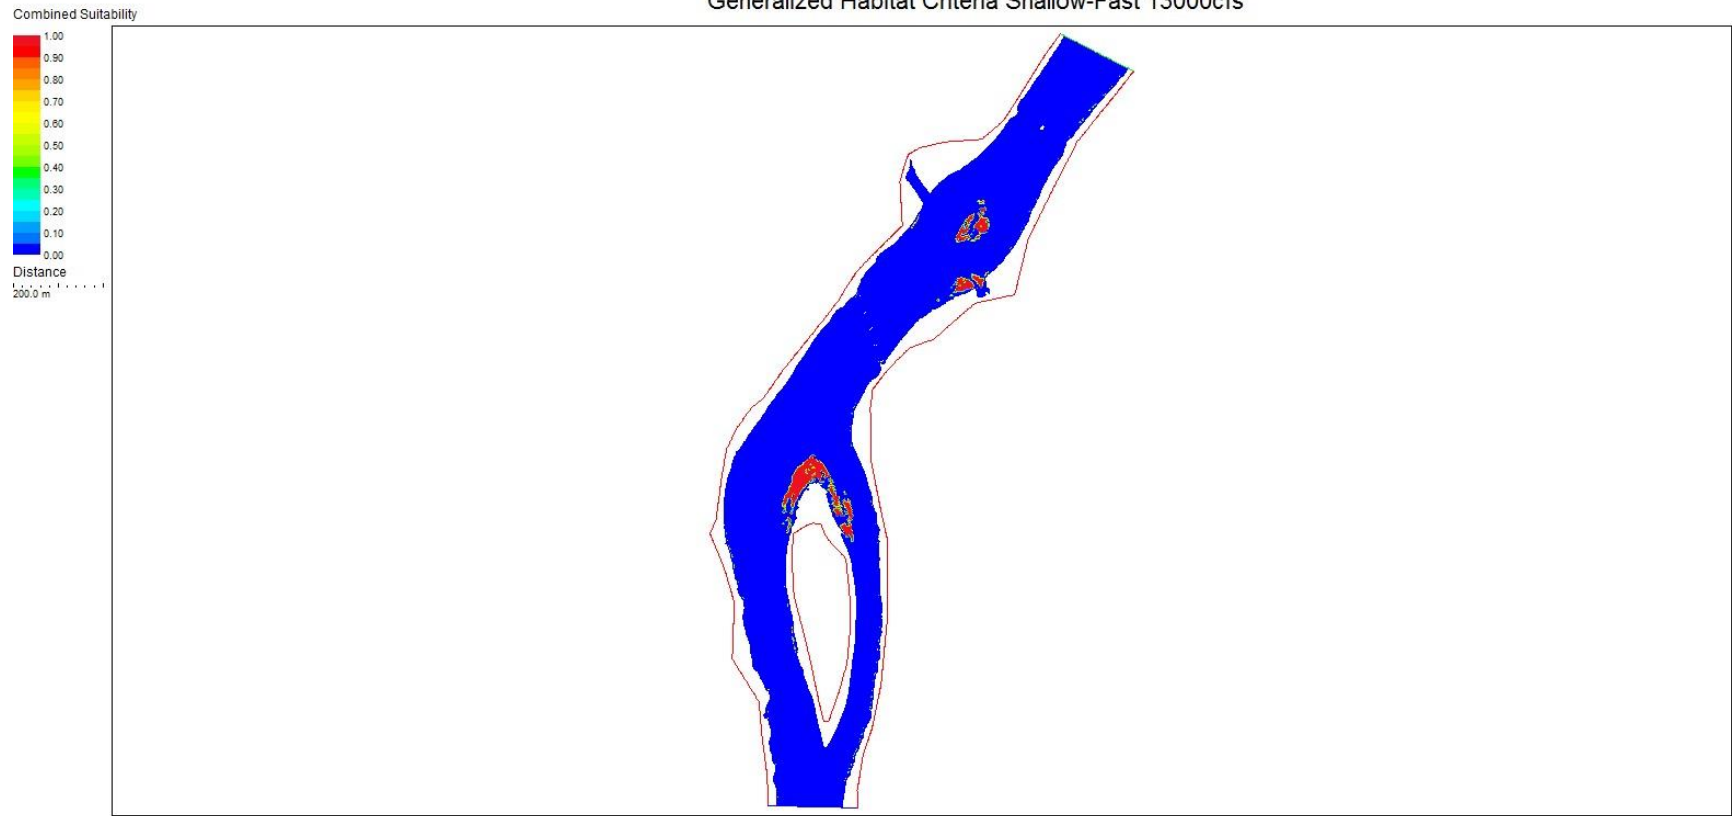 Generalized Habitat Criteria Shallow-Fast 13000cfs
Combined Suitability
1.00
0.90
0.80
0.70
0.60
0.50
0.40
0.30
0.20
0.10
0.00
Distance
200.0 m